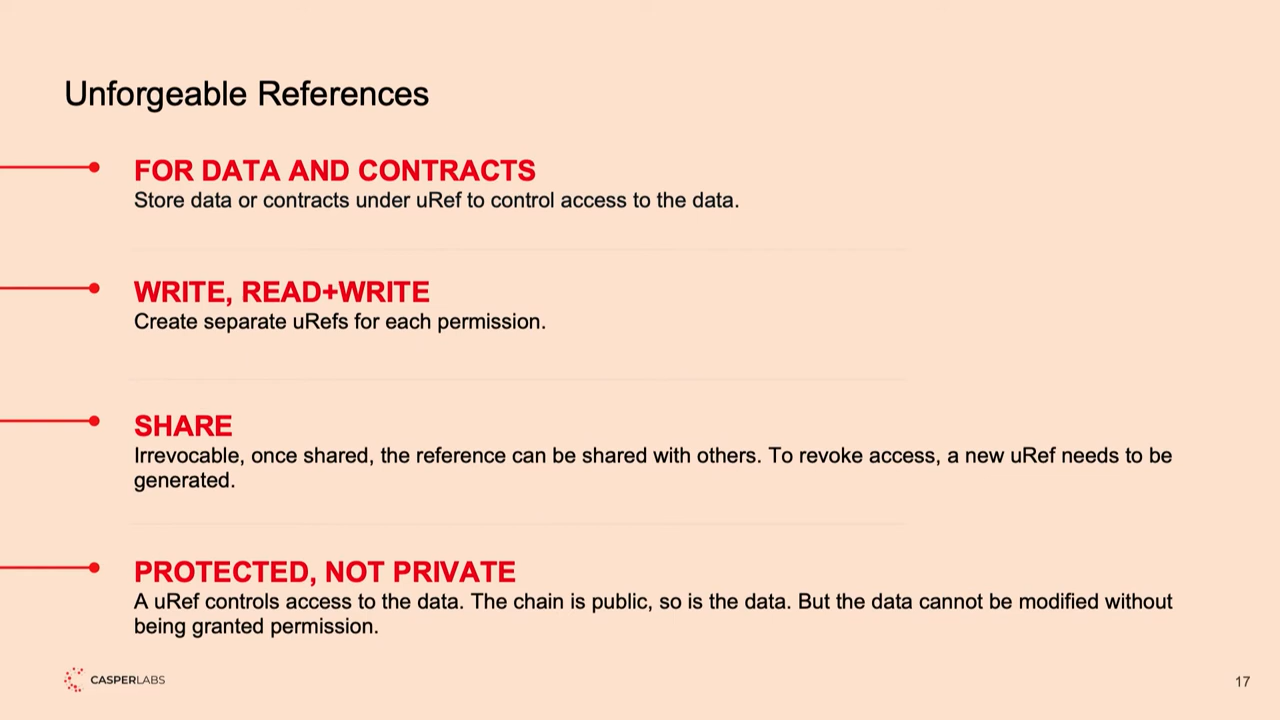 Unforgeable References
FOR DATA AND CONTRACTS
Store data or contracts under uRef to control access to the data.
WRITE, READ+WRITE
Create separate uRefs for each permission.
SHARE
Irrevocable, once shared, the reference can be shared with others. To revoke access, a new uRef needs to be
generated.
PROTECTED, NOT PRIVATE
A uRef controls access to the data. The chain is public, so is the data. But the data cannot be modified without
being granted permission.
CASPERLABS
17